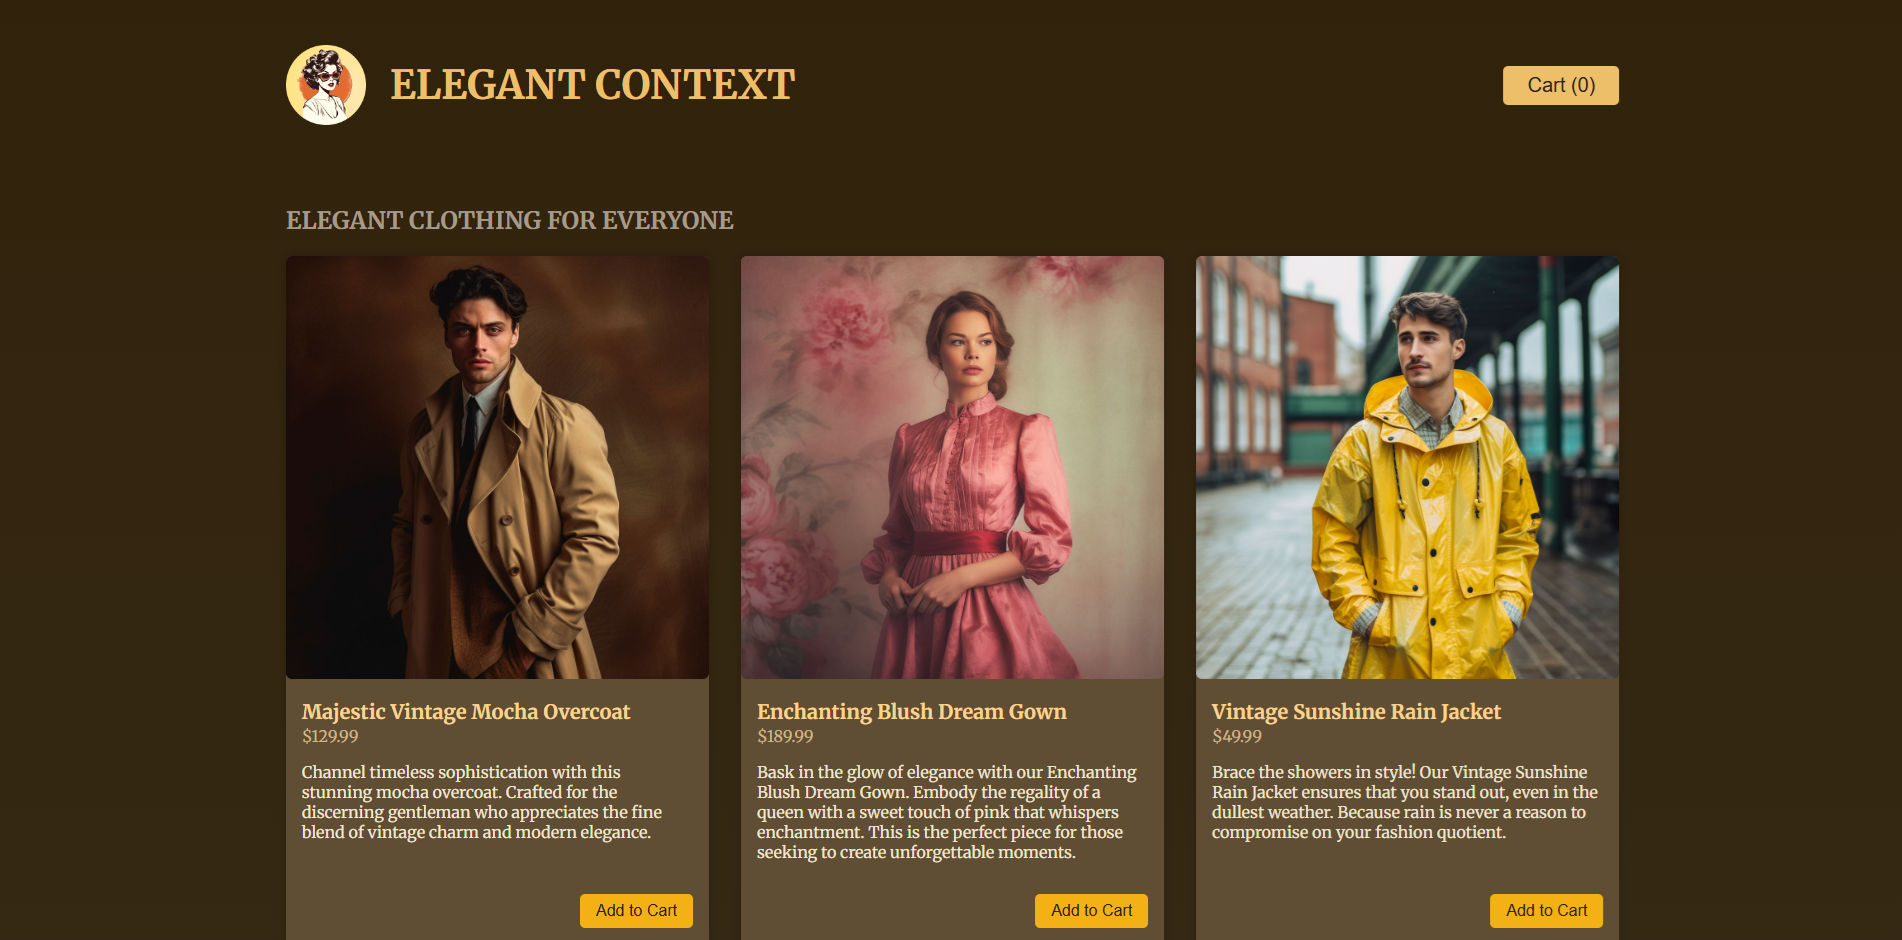 ELEGANT CONTEXT
Cart (0)
ELEGANT CLOTHING FOR EVERYONE
Majestic Vintage Mocha Overcoat
$129.99
Channel timeless sophistication with this
stunning mocha overcoat. Crafted for the
discerning gentleman who appreciates the fine
blend of vintage charm and modern elegance.
Add to Cart
Enchanting Blush Dream Gown
$189.99
Bask in the glow of elegance with our Enchanting
Blush Dream Gown. Embody the regality of a
queen with a sweet touch of pink that whispers
enchantment. This is the perfect piece for those
seeking to create unforgettable moments.
Add to Cart
Vintage Sunshine Rain Jacket
$49.99
Brace the showers in style! Our Vintage Sunshine
Rain Jacket ensures that you stand out, even in the
dullest weather. Because rain is never a reason to
compromise on your fashion quotient.
Add to Cart